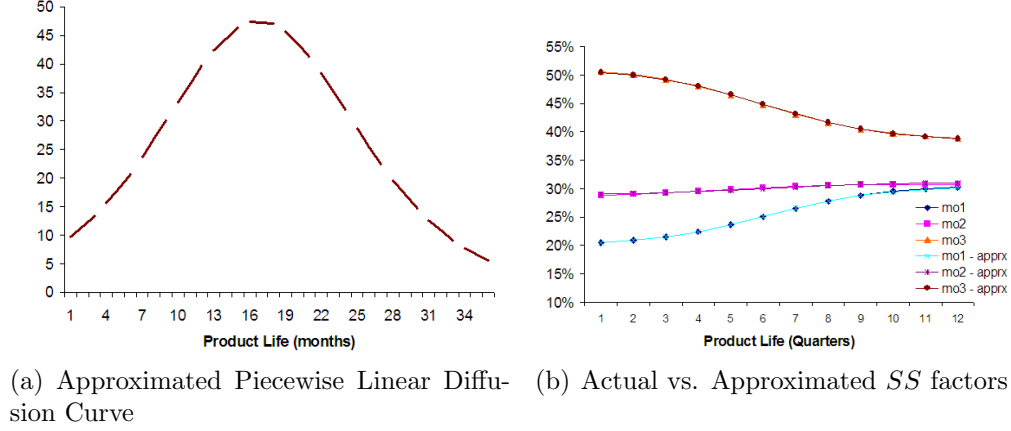 50
45
40
35
30
25
20
15
10
5
0
1 4 7 10 13 16 19 22 25 28 31 34
Product Life (months)
55%
50%
45%
40%
35%
30%
25%
20%
15%
10%
mo1
mo2
mo3
mo1 - apprx
mo2 - apprx
mo3 - apprx
1 2 3 4 5 6 7 8 9 10 11 12
Product Life (Quarters)
(a) Approximated Piecewise Linear Diffu-
sion Curve
(b) Actual vs. Approximated SS factors